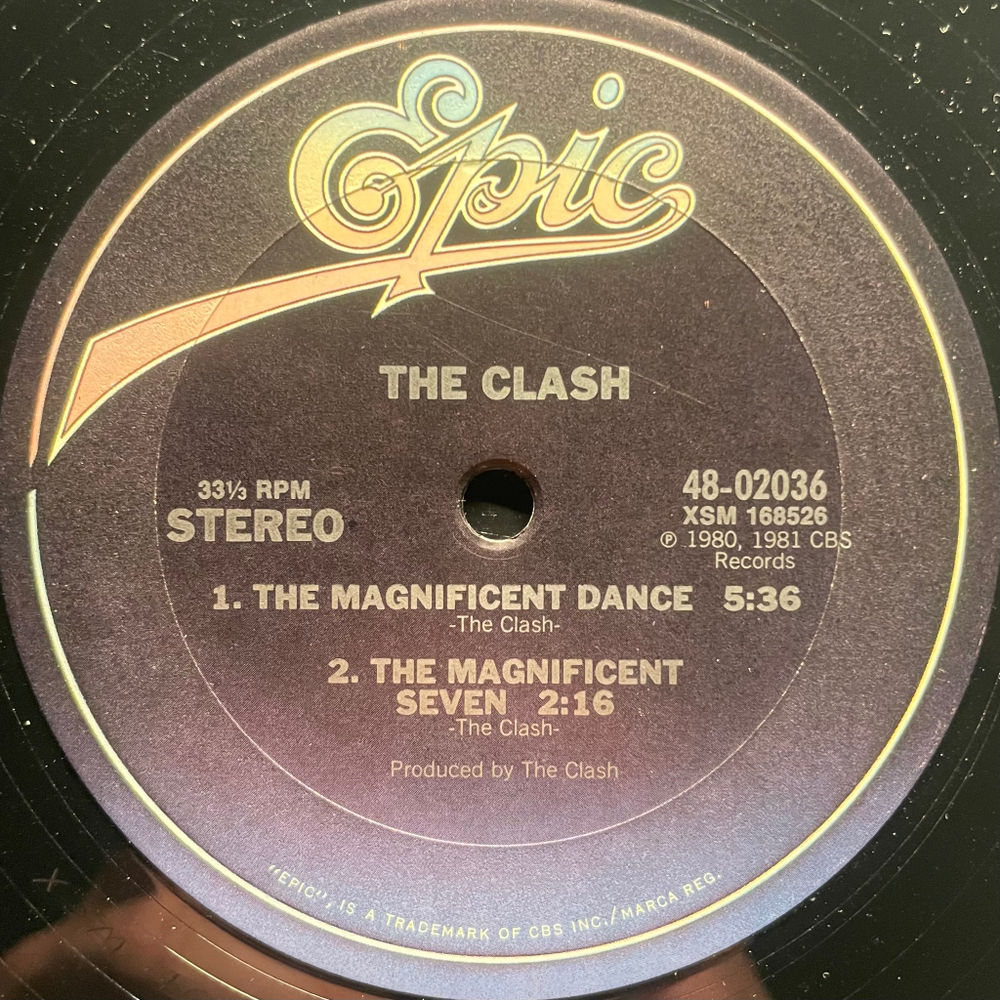 Epic
THE CLASH
33⅓ RPM
STEREO
48-02036
XSM 168526
℗ 1980, 1981 CBS
Records
1. THE MAGNIFICENT DANCE 5:36
-The Clash-
2. THE MAGNIFICENT
SEVEN 2:16
-The Clash-
Produced by The Clash
"EPIC", IS A TRADEMARK OF CBS INC./MARCA REG.